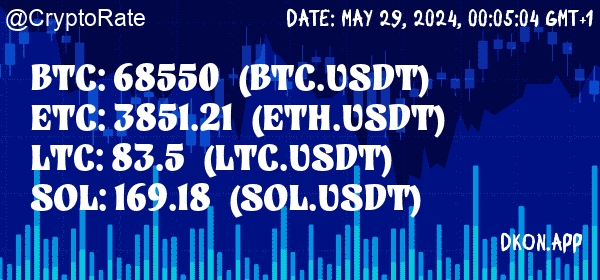 @CryptoRate
DATE: MAY 29, 2024, 00:05:04 GMT+1
BTC: 68550 (BTC.USDT)
ETC: 3851.21 (ETH.USDT)
LTC: 83.5 (LTC.USDT)
SOL: 169.18 (SOL.USDT)
DKON.APP